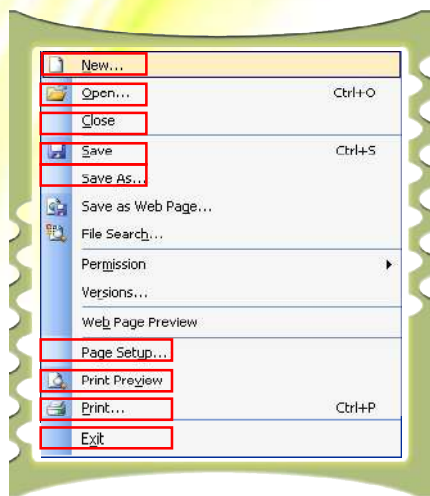 New...
Open... Ctrl+O
Close
Save Ctrl+S
Save As...
Save as Web Page...
File Search...
Permission
Versions...
Web Page Preview
Page Setup...
Print Preview
Print... Ctrl+P
Exit